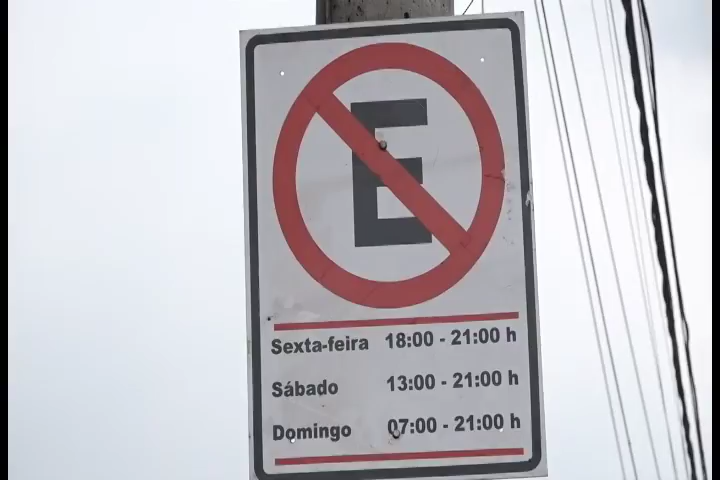 E
Sexta-feira 18:00 - 21:00 h
Sábado 13:00 - 21:00 h
Domingo 07:00 - 21:00 h